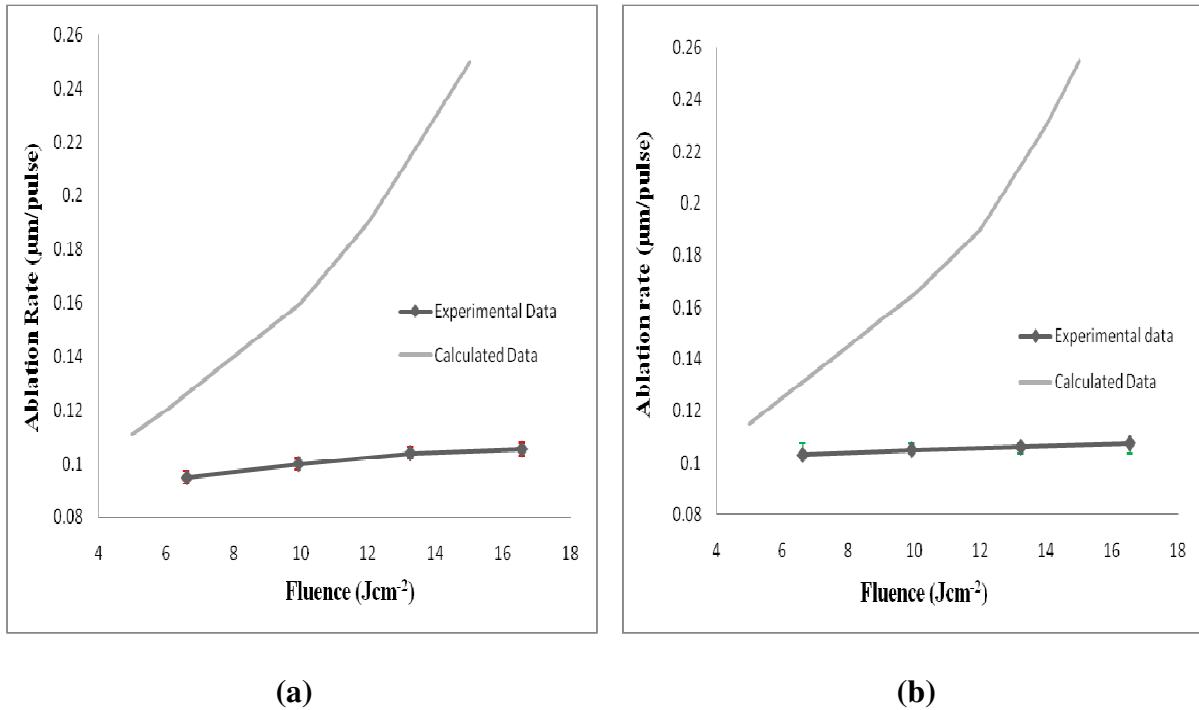 0.26
0.24
0.22
0.2
0.18
0.16
0.14
0.12
0.1
0.08
Ablation Rate (µm/pulse)
Experimental Data
Calculated Data
4 6 8 10 12 14 16 18
Fluence (Jcm-2)
(a)
0.26
0.24
0.22
0.2
0.18
0.16
0.14
0.12
0.1
0.08
Ablation rate (µm/pulse)
Experimental data
Calculated Data
4 6 8 10 12 14 16 18
Fluence (Jcm-2)
(b)